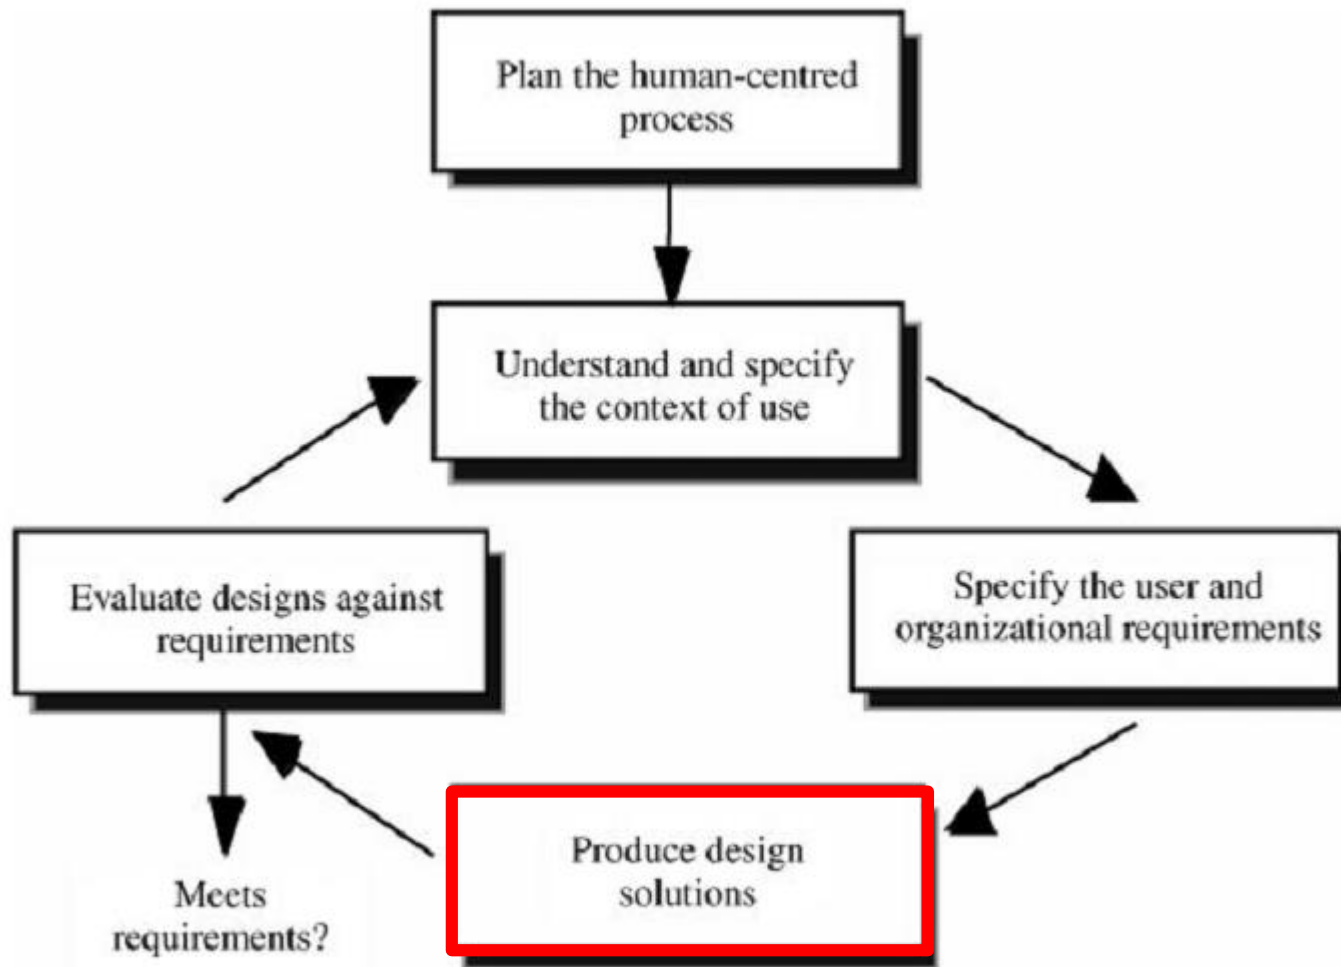 Plan the human-centred
process
Understand and specify
the context of use
Specify the user and
organizational requirements
Produce design
solutions
Evaluate designs against
requirements
Meets
requirements?